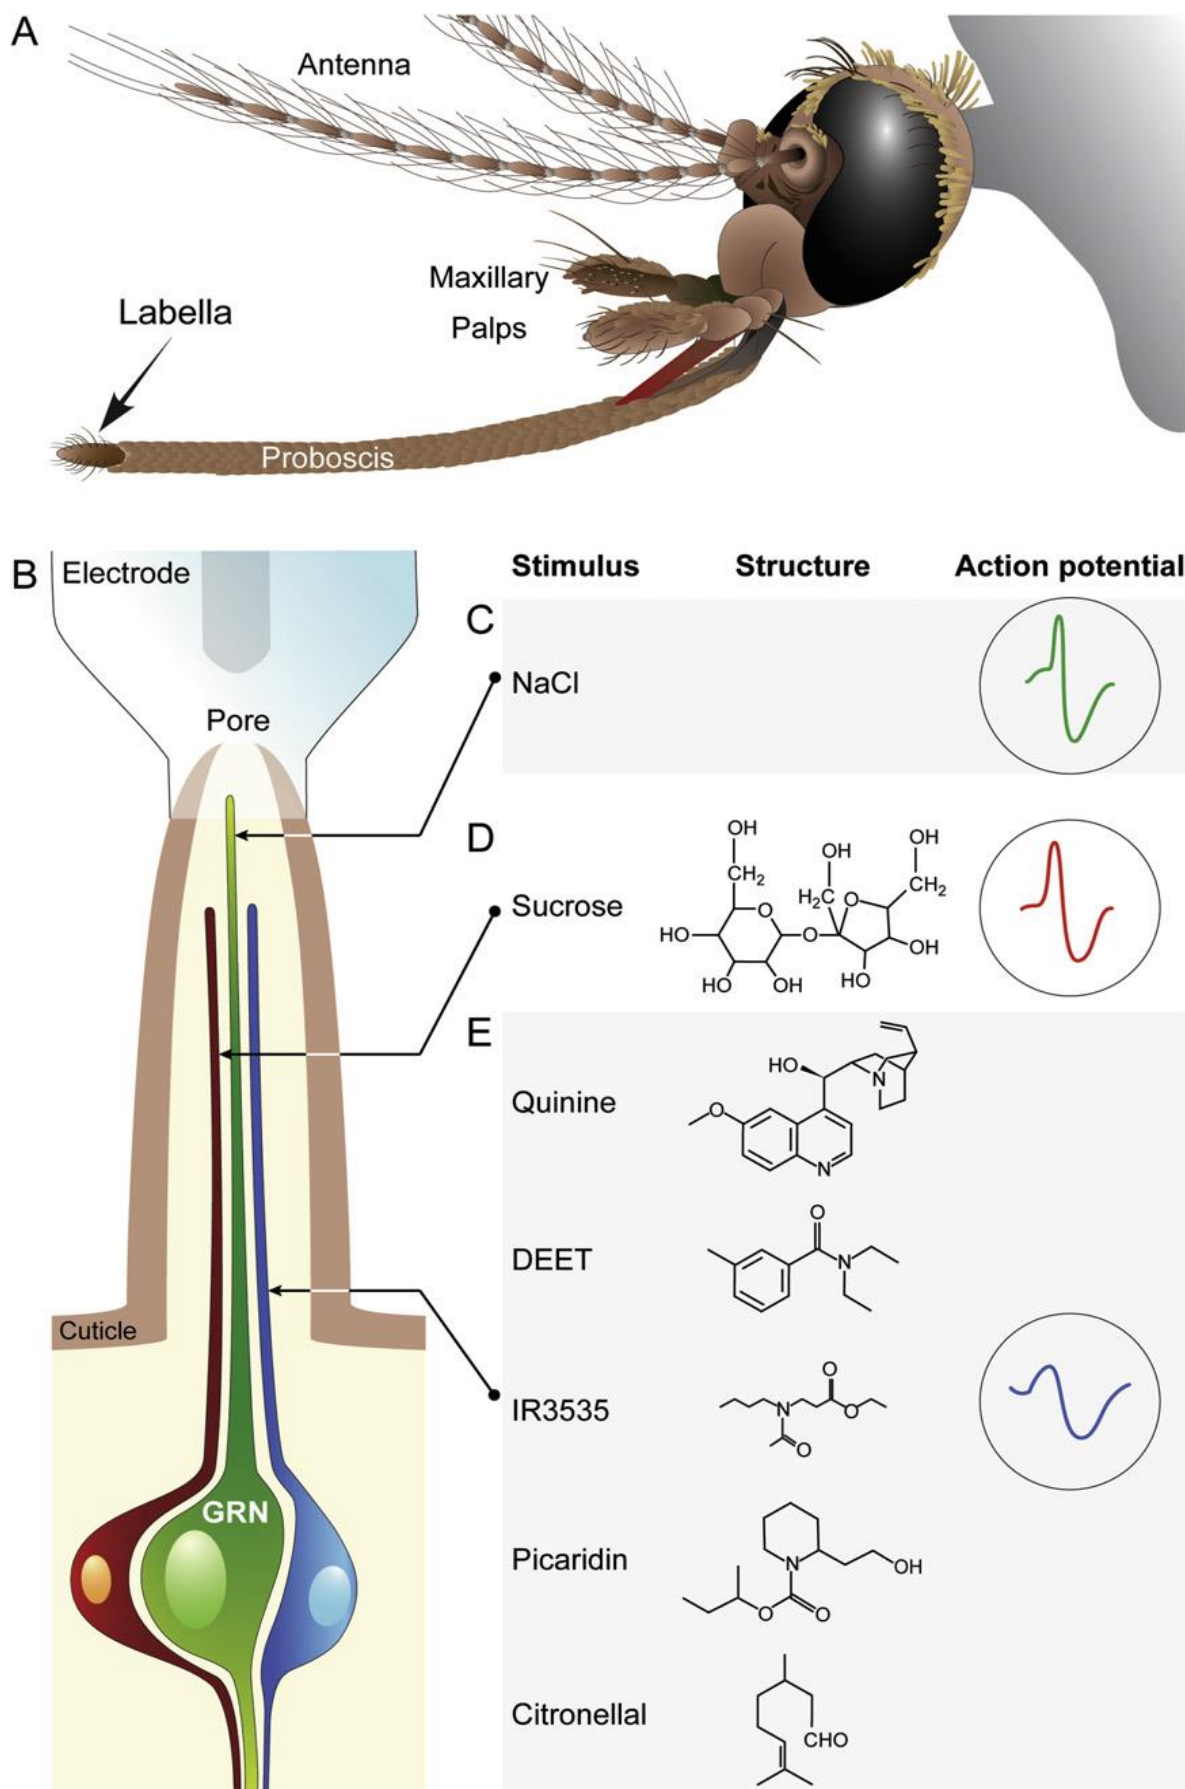 A
Antenna
Maxillary
Palps
Labella
Proboscis
B
Electrode
Pore
Cuticle
GRN
Stimulus Structure Action potential
C
NaCl
D
Sucrose
OH
CH2
OH
H2C
OH
CH2
O
O
O
HO
HO
OH
HO
OH
E
Quinine
HO
N
O
N
DEET
O
N
IR3535
O
N
O
O
Picaridin
N
OH
O
O
Citronellal
CHO